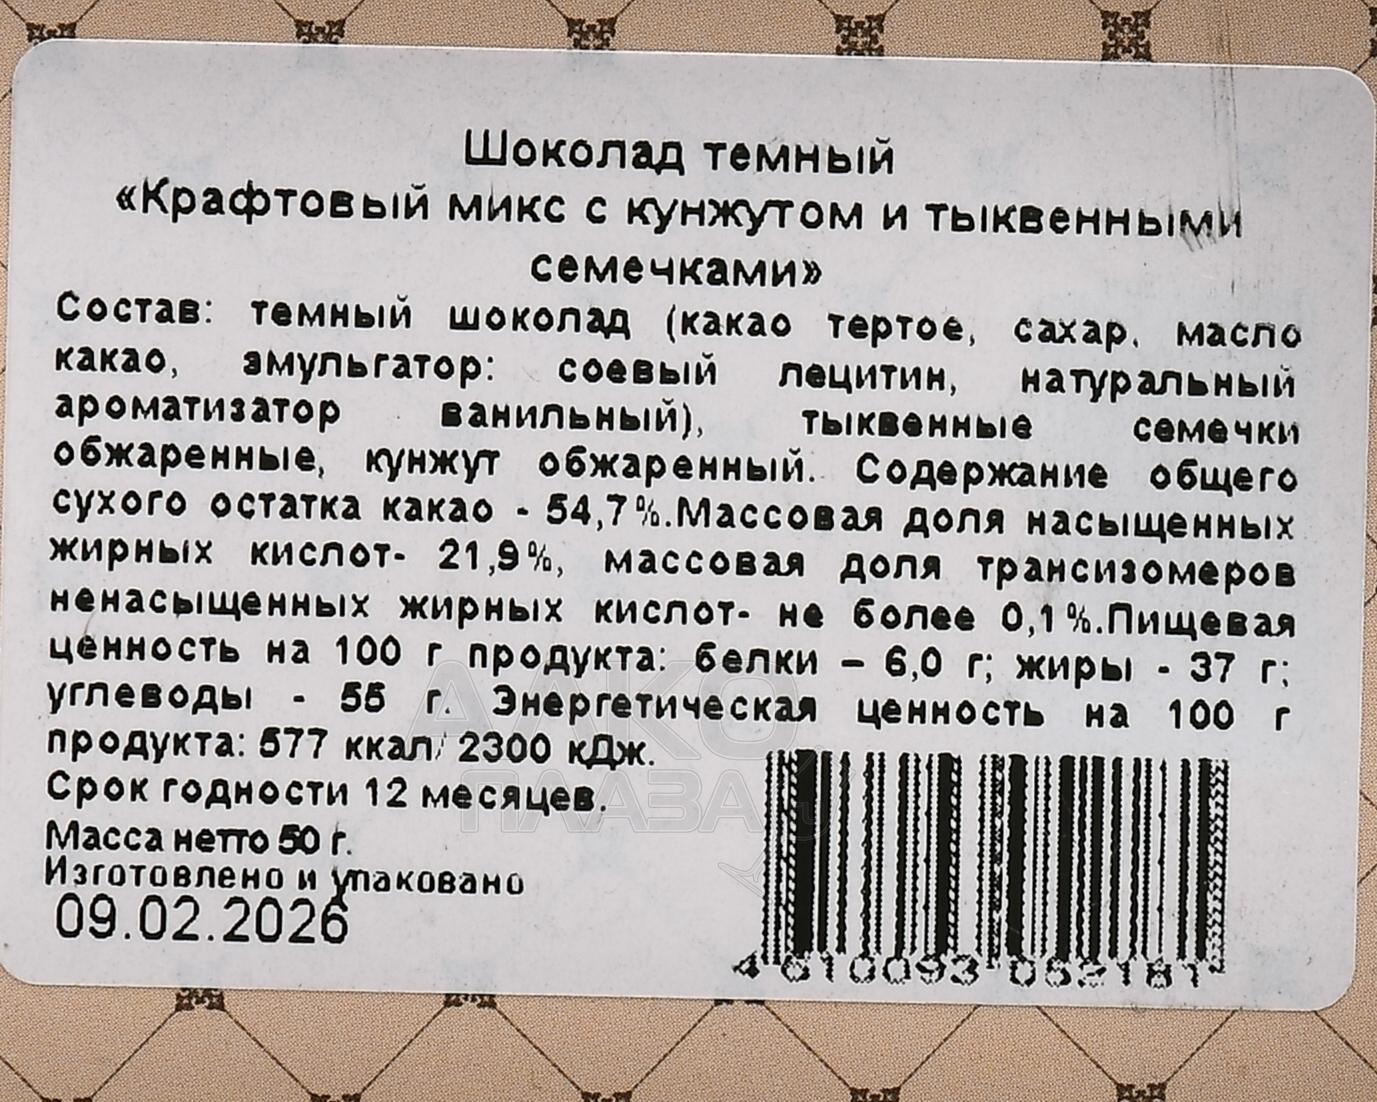 Шоколад темный
«Крафтовый микс с кунжутом и тыквенными
семечками»
Состав: темный шоколад (какао тертое, сахар, масло
какао, эмульгатор: соевый лецитин, натуральный
ароматизатор ванильный), тыквенные семечки
обжаренные, кунжут обжаренный. Содержание общего
сухого остатка какао - 54,7%.Массовая доля насыщенных
жирных кислот- 21,9%, массовая доля трансизомеров
ненасыщенных жирных кислот- не более 0,1%.Пищевая
ценность на 100 г продукта: белки – 6,0 г; жиры - 37 г;
углеводы - 55 г. Энергетическая ценность на 100 г
продукта: 577 ккал/ 2300 кДж.
Срок годности 12 месяцев.
Масса нетто 50 г.
Изготовлено и упаковано
09.02.2026
АЛКО
ПЛАЗА